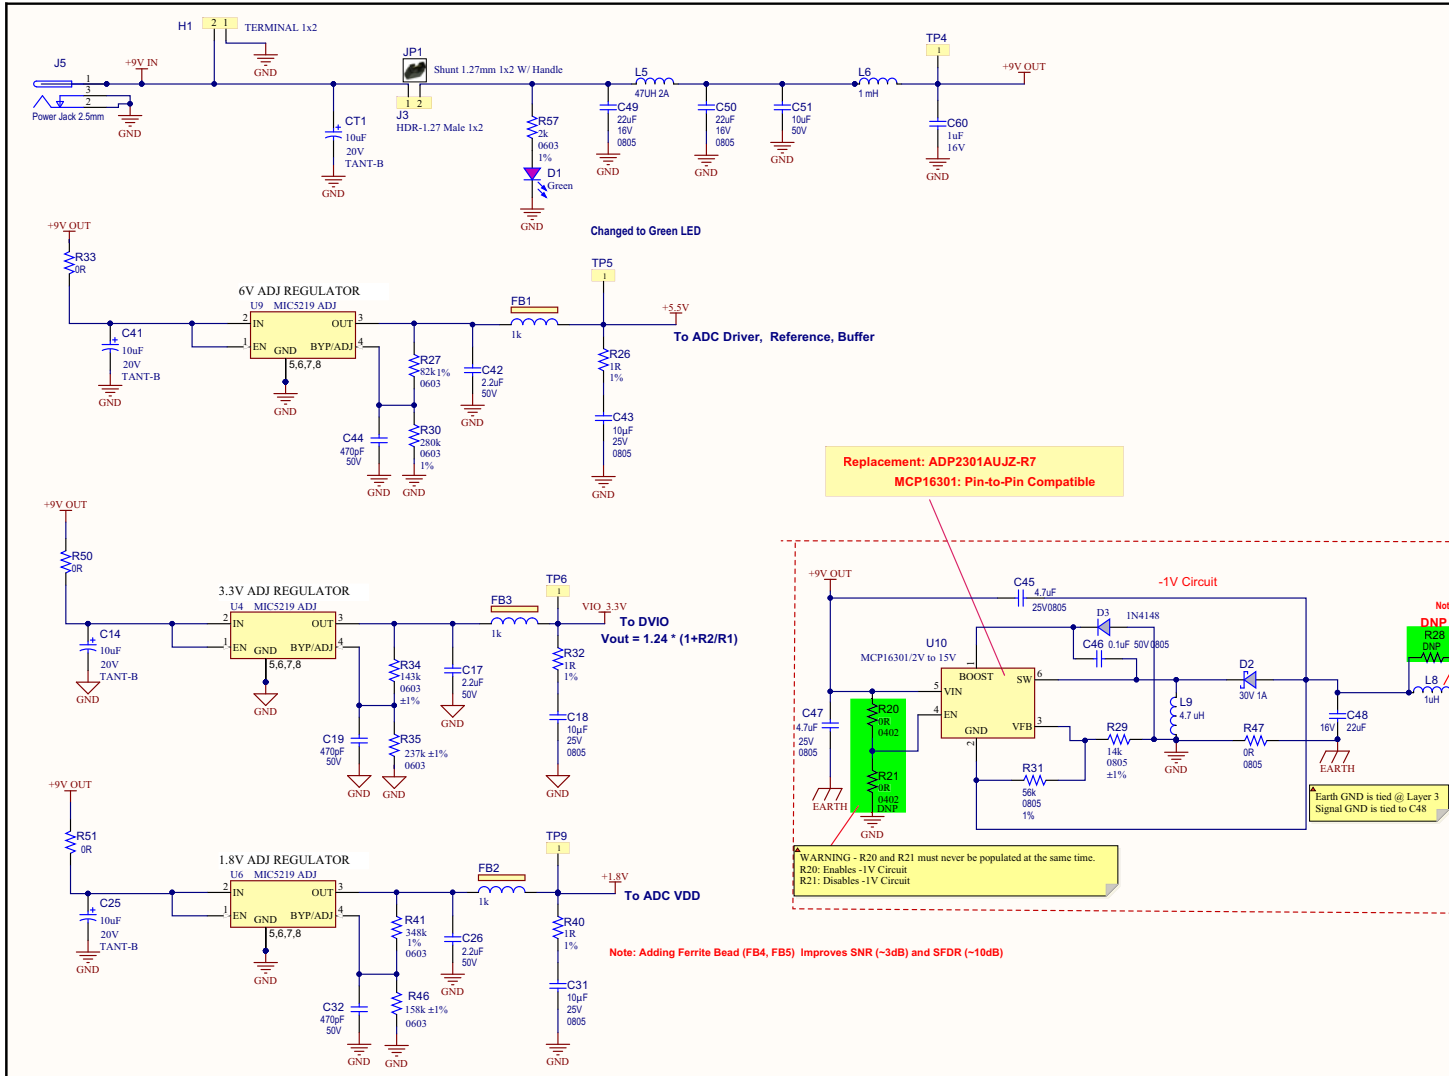 H1
2 1
TERMINAL 1x2
GND
J5
+9V IN
1
3
2
Power Jack 2.5mm
GND
CT1
10uF
20V
TANT-B
GND
JP1
Shunt 1.27mm 1x2 W/ Handle
1 2
J3
HDR-1.27 Male 1x2
R57
2k
0603
1%
D1
Green
GND
C49
22uF
16V
0805
GND
L5
47UH 2A
C50
22uF
16V
0805
GND
C51
10uF
50V
GND
L6
1 mH
TP4
1
+9V OUT
C60
1uF
16V
GND
Changed to Green LED
+9V OUT
R33
0R
C41
10uF
20V
TANT-B
GND
6V ADJ REGULATOR
U9 MIC5219 ADJ
2 IN
OUT 3
1 EN
GND
BYP/ADJ 4
5,6,7,8
GND
R27
82k1%
0603
C44
470pF
50V
GND
R30
280k
0603
1%
GND
C42
2.2uF
50V
GND
FB1
1k
TP5
1
+5.5V
To ADC Driver, Reference, Buffer
R26
1R
1%
C43
10µF
25V
0805
GND
+9V OUT
R50
0R
C14
10uF
20V
TANT-B
GND
3.3V ADJ REGULATOR
U4 MIC5219 ADJ
2 IN
OUT 3
1 EN
GND
BYP/ADJ 4
5,6,7,8
GND
R34
143k
0603
±1%
C19
470pF
50V
GND
R35
237k ±1%
0603
GND
C17
2.2uF
50V
GND
FB3
1k
TP6
1
VIO_3.3V
To DVIO
Vout = 1.24 * (1+R2/R1)
R32
1R
1%
C18
10µF
25V
0805
GND
+9V OUT
R51
0R
C25
10uF
20V
TANT-B
GND
1.8V ADJ REGULATOR
U6 MIC5219 ADJ
2 IN
OUT 3
1 EN
GND
BYP/ADJ 4
5,6,7,8
GND
R41
348k
1%
0603
C32
470pF
50V
GND
R46
158k ±1%
0603
GND
C26
2.2uF
50V
GND
FB2
1k
TP9
1
+1.8V
To ADC VDD
R40
1R
1%
C31
10µF
25V
0805
GND
Note: Adding Ferrite Bead (FB4, FB5) Improves SNR (~3dB) and SFDR (~10dB)
Replacement: ADP2301AUJZ-R7
MCP16301: Pin-to-Pin Compatible
-1V Circuit
+9V OUT
C45
4.7uF
25V0805
D3
1N4148
C46
0.1uF 50V0805
U10
MCP16301/2V to 15V
1
BOOST
SW 6
5 VIN
4 EN
VFB 3
GND
2
C47
4.7uF
25V
0805
EARTH
R20
0R
0402
R21
0R
0402
DNP
GND
R31
56k
0805
1%
R29
14k
0805
±1%
L9
4.7 uH
GND
D2
30V 1A
R47
0R
0805
C48
16V
22uF
EARTH
Not
DNP
R28
DNP
L8
1uH
Earth GND is tied @ Layer 3
Signal GND is tied to C48
WARNING - R20 and R21 must never be populated at the same time.
R20: Enables -1V Circuit
R21: Disables -1V Circuit